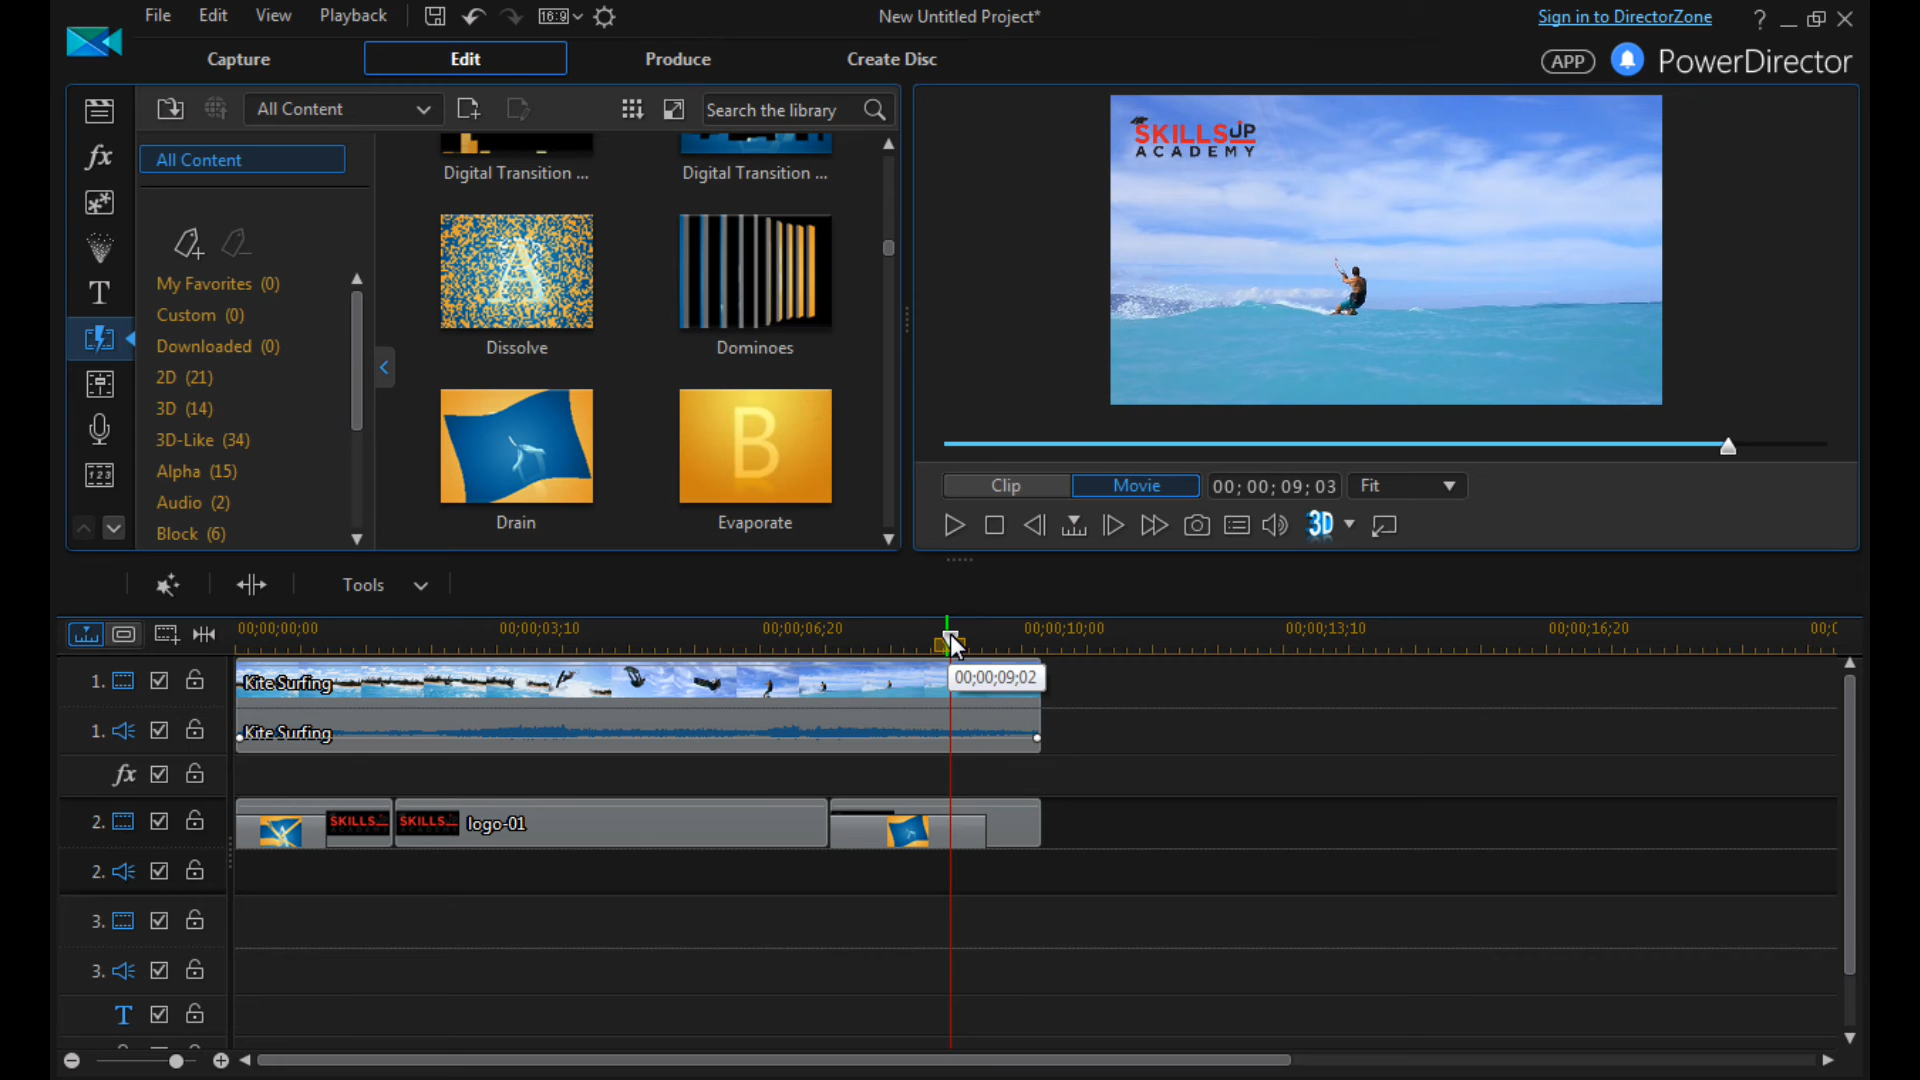 File Edit View Playback 16:9 New Untitled Project* Sign in to DirectorZone ?
Capture Edit Produce Create Disc APP PowerDirector
All Content Search the library
All Content
My Favorites (0)
Custom (0)
Downloaded (0)
2D (21)
3D (14)
3D-Like (34)
Alpha (15)
Audio (2)
Block (6)
fx
T
123
Digital Transition ... Digital Transition ...
A
Dissolve Dominoes
B
Drain Evaporate
SKILLSUP
ACADEMY
Clip Movie 00; 00; 09; 03 Fit
3D
Tools
00;00;00;00 00;00;03;10 00;00;06;20 00;00;10;00 00;00;13;10 00;00;16;20
1. Kite Surfing
00;00;09;02
1. Kite Surfing
fx
2. SKILLS ACADEMY SKILLS logo-01
2.
3.
3.
T